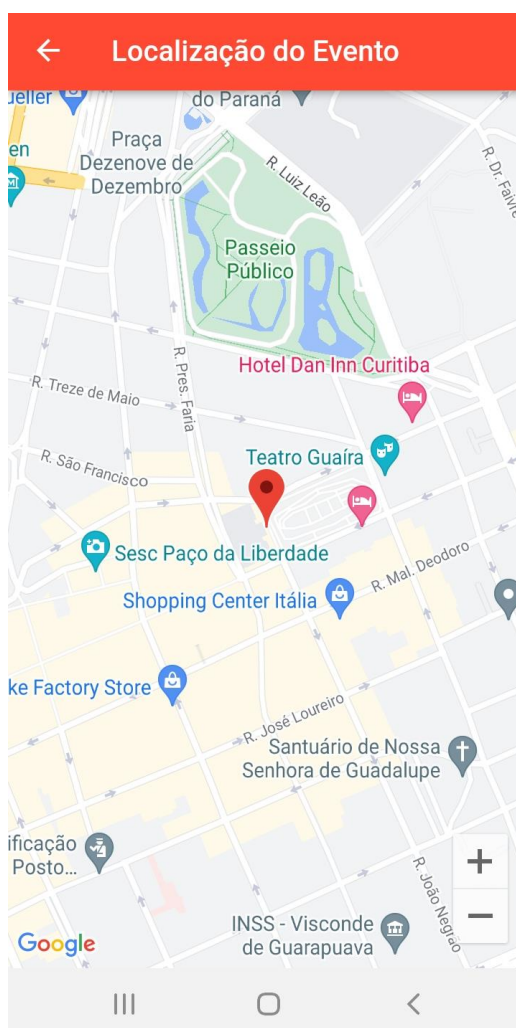 Localização do Evento
ueller
do Paraná
en
Praça
Dezenove de
Dezembro
R. Luiz Leão
R. Dr. Faivre
Passeio
Público
Hotel Dan Inn Curitiba
R. Pres. Faria
R. Treze de Maio
Teatro Guaíra
R. São Francisco
Sesc Paço da Liberdade
R. Mal. Deodoro
Shopping Center Itália
ke Factory Store
R. José Loureiro
Santuário de Nossa
Senhora de Guadalupe
ificação
Posto...
R. João Negrão
+
−
INSS - Visconde
de Guarapuava
Google